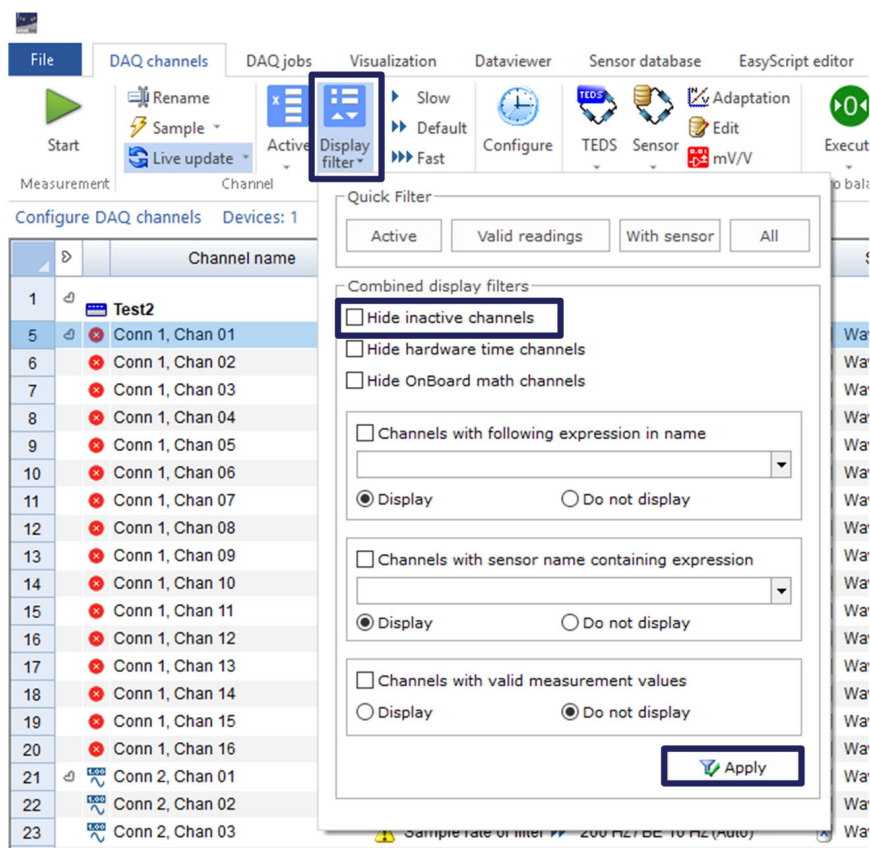 File DAQ channels DAQ jobs Visualization Dataviewer Sensor database EasyScript editor
Start
Measurement
Rename
Sample
Live update
Channel
Active
Display filter
Slow
Default
Fast
Configure
TEDS
TEDS
Sensor
Adaptation
Edit
mV/V
Configure DAQ channels Devices: 1
Channel name
1 Test2
5 Conn 1, Chan 01
6 Conn 1, Chan 02
7 Conn 1, Chan 03
8 Conn 1, Chan 04
9 Conn 1, Chan 05
10 Conn 1, Chan 06
11 Conn 1, Chan 07
12 Conn 1, Chan 08
13 Conn 1, Chan 09
14 Conn 1, Chan 10
15 Conn 1, Chan 11
16 Conn 1, Chan 12
17 Conn 1, Chan 13
18 Conn 1, Chan 14
19 Conn 1, Chan 15
20 Conn 1, Chan 16
21 Conn 2, Chan 01
22 Conn 2, Chan 02
23 Conn 2, Chan 03
Quick Filter
Active Valid readings With sensor All
Combined display filters
Hide inactive channels
Hide hardware time channels
Hide OnBoard math channels
Channels with following expression in name
Display Do not display
Channels with sensor name containing expression
Display Do not display
Channels with valid measurement values
Display Do not display
Apply